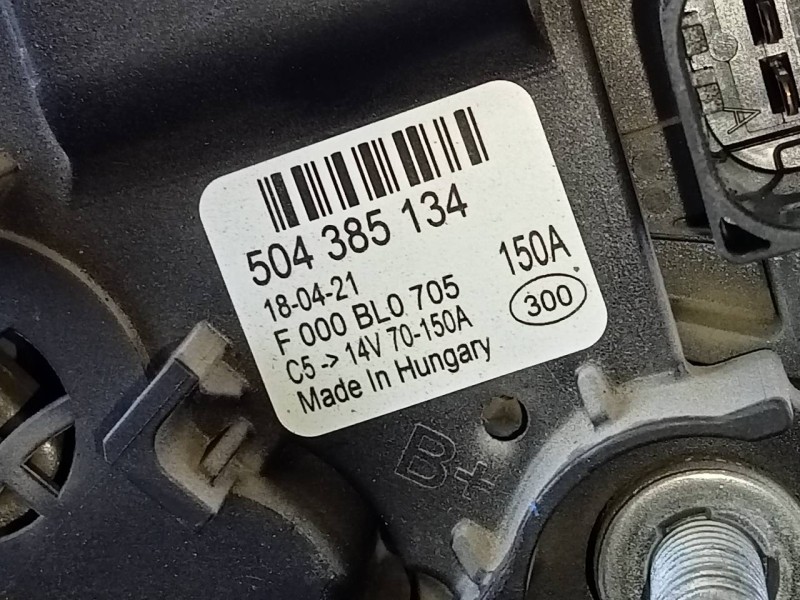 504 385 134
18-04-21
F 000 BL0 705
C5 -> 14V 70-150A
Made In Hungary
150A
300
B+
A